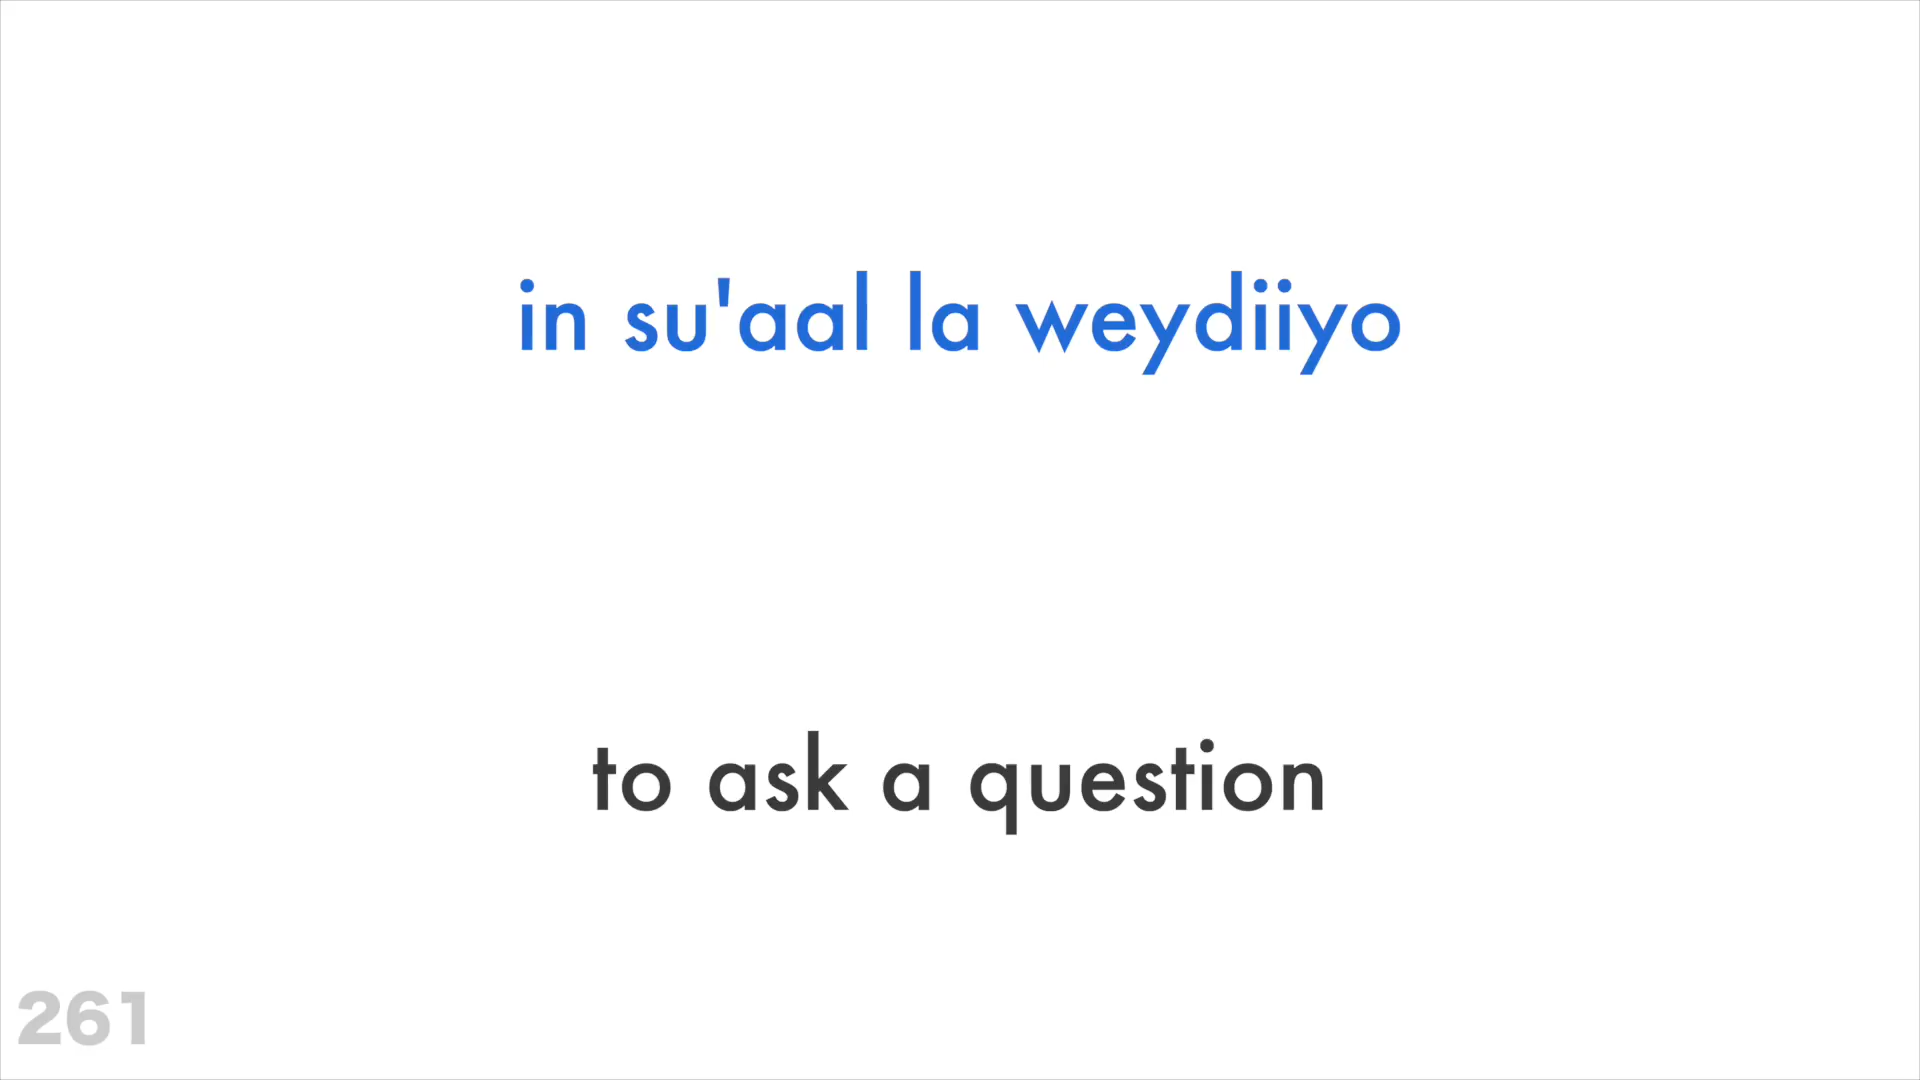 in su'aal la weydiiyo
to ask a question
261